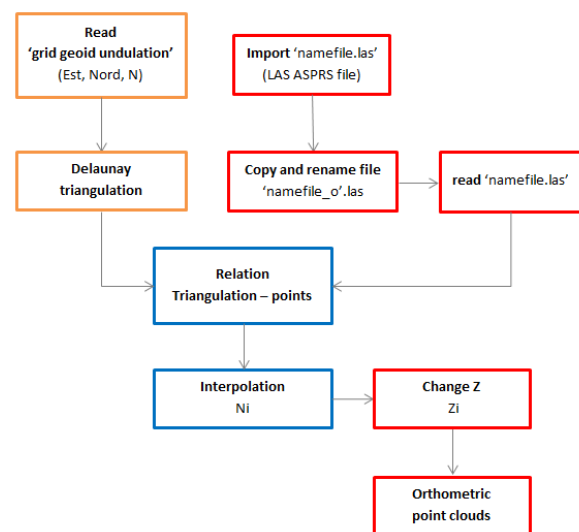 Read
‘grid geoid undulation’
(Est, Nord, N)
Import ‘namefile.las’
(LAS ASPRS file)
Delaunay
triangulation
Copy and rename file
‘namefile_o’.las
read ‘namefile.las’
Relation
Triangulation – points
Interpolation
Ni
Change Z
Zi
Orthometric
point clouds